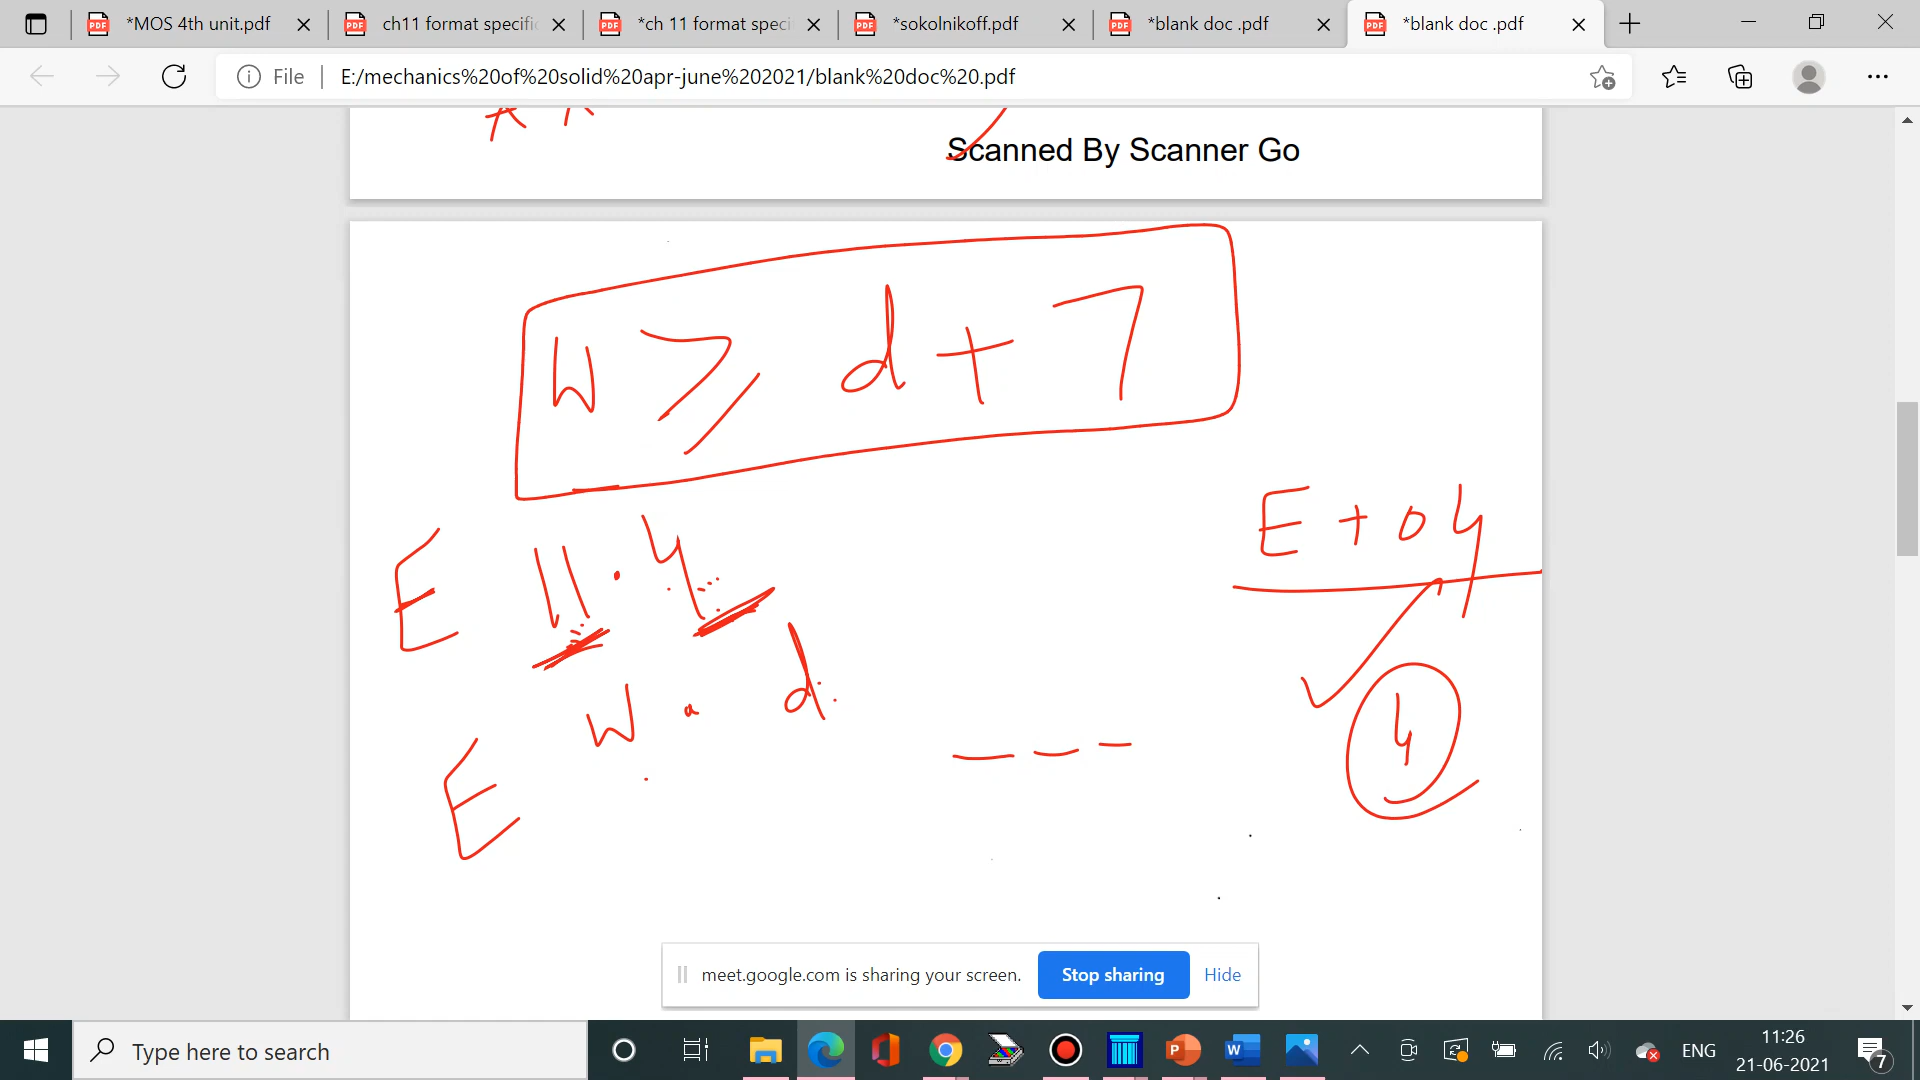 *MOS 4th unit.pdf
ch11 format specific
*ch 11 format speci
*sokolnikoff.pdf
*blank doc .pdf
*blank doc .pdf
File
E:/mechanics%20of%20solid%20apr-june%202021/blank%20doc%20.pdf
Scanned By Scanner Go
W ≥ d + 7
E 11.4
E + 04
E W . d
4
meet.google.com is sharing your screen.
Stop sharing
Hide
Type here to search
ENG
11:26
21-06-2021
7